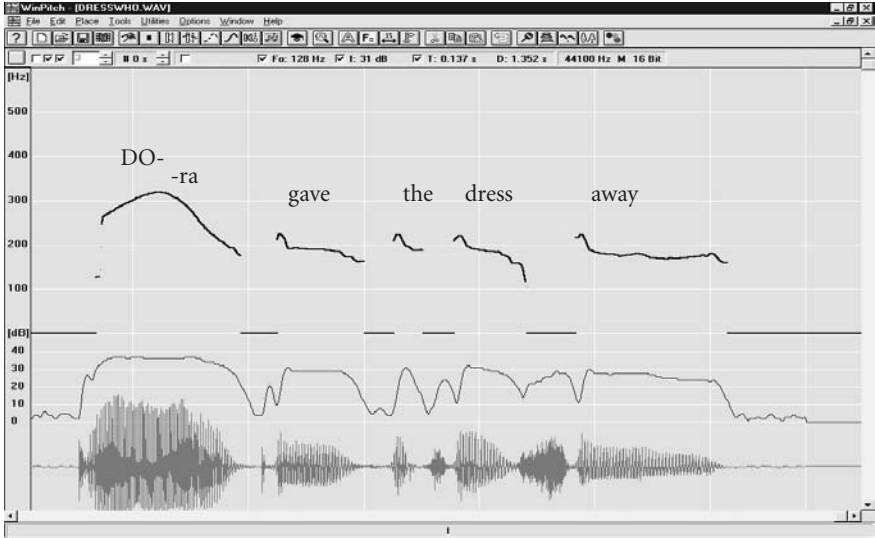 WinPitch - [DRESSWHO.WAV]
File Edit Place Tools Utilities Options Window Help
# 0 s Fo: 128 Hz I: 31 dB T: 0.137 s D: 1.352 s 44100 Hz M 16 Bit
[Hz]
500
400
300
200
100
DO-
-ra
gave the dress away
[dB]
40
30
20
10
0